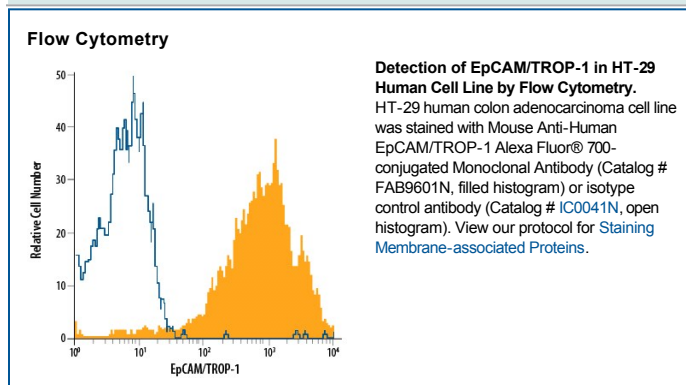 Flow Cytometry
50
40
30
20
10
0
Relative Cell Number
10⁰ 10¹ 10² 10³ 10⁴
EpCAM/TROP-1
Detection of EpCAM/TROP-1 in HT-29
Human Cell Line by Flow Cytometry.
HT-29 human colon adenocarcinoma cell line
was stained with Mouse Anti-Human
EpCAM/TROP-1 Alexa Fluor® 700-
conjugated Monoclonal Antibody (Catalog #
FAB9601N, filled histogram) or isotype
control antibody (Catalog # IC0041N, open
histogram). View our protocol for Staining
Membrane-associated Proteins.